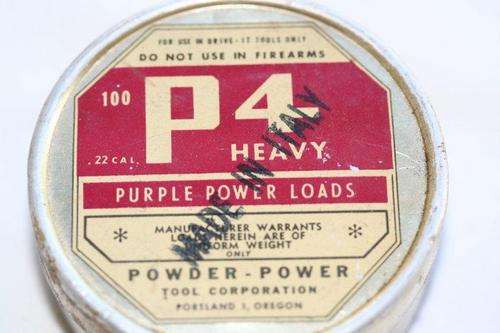 FOR USE IN DRIVE-IT TOOLS ONLY
DO NOT USE IN FIREARMS
100 P4
.22 CAL. HEAVY
PURPLE POWER LOADS
* MANUFACTURER WARRANTS *
LOADS HEREIN ARE OF
UNIFORM WEIGHT
ONLY
POWDER-POWER
TOOL CORPORATION
PORTLAND 1, OREGON
MADE IN ITALY